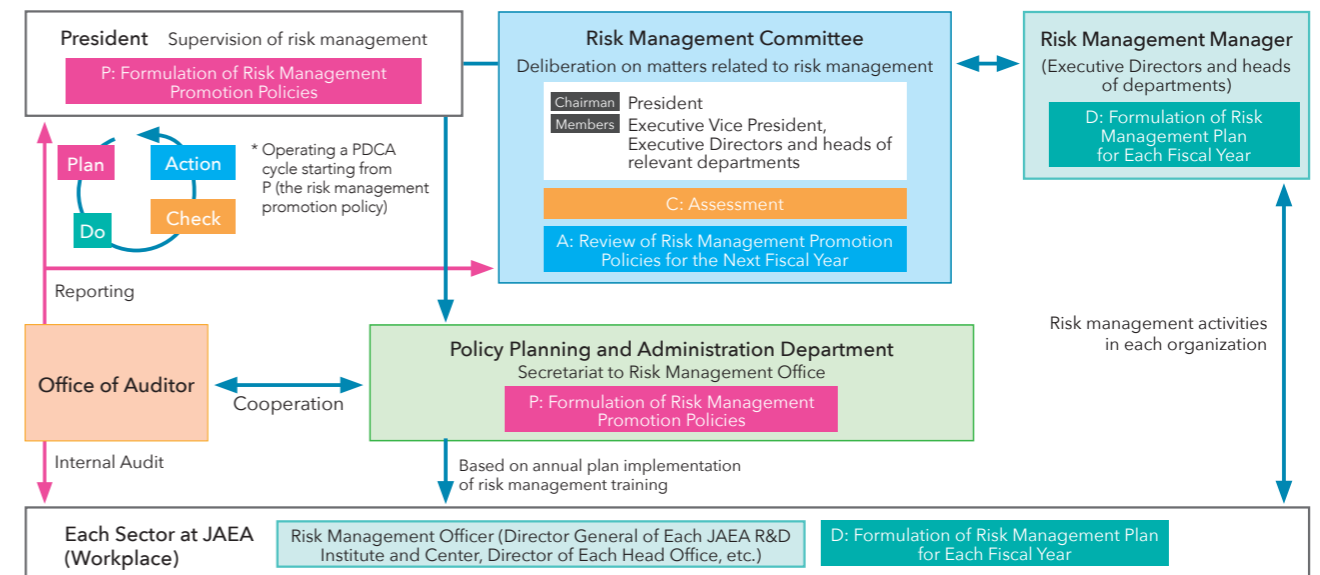 President Supervision of risk management
P: Formulation of Risk Management
Promotion Policies
Plan
Action
Do
Check
* Operating a PDCA
cycle starting from
P (the risk management
promotion policy)
Reporting
Risk Management Committee
Deliberation on matters related to risk management
Chairman President
Members Executive Vice President,
Executive Directors and heads of
relevant departments
C: Assessment
A: Review of Risk Management Promotion
Policies for the Next Fiscal Year
Risk Management Manager
(Executive Directors and heads
of departments)
D: Formulation of Risk
Management Plan
for Each Fiscal Year
Office of Auditor
Cooperation
Policy Planning and Administration Department
Secretariat to Risk Management Office
P: Formulation of Risk Management
Promotion Policies
Risk management activities
in each organization
Internal Audit
Based on annual plan implementation
of risk management training
Each Sector at JAEA
(Workplace)
Risk Management Officer (Director General of Each JAEA R&D
Institute and Center, Director of Each Head Office, etc.)
D: Formulation of Risk Management Plan
for Each Fiscal Year